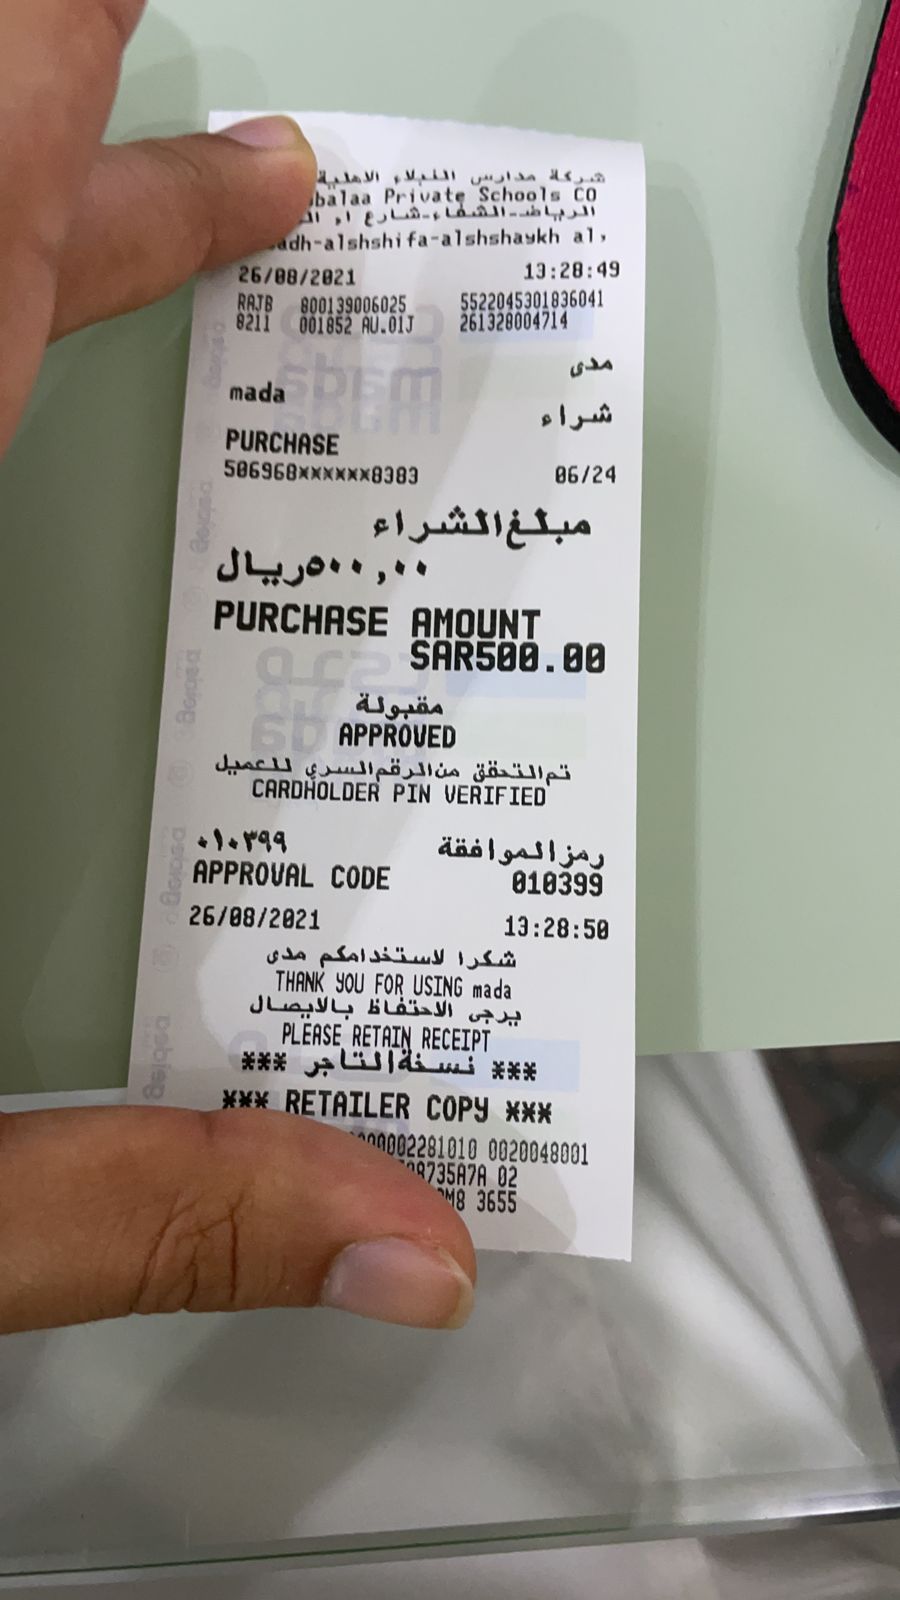 شركة مدارس النبلاء الاهلية
balaa Private Schools CO
الرياض-الشفاء-شارع
adh-alshshifa-alshshaykh al,
26/08/2021 13:28:49
RAJB 800139006025 5522045301836041
8211 001852 AU.01J 261328004714
مدى
mada
شراء
PURCHASE
506968××××××8383 06/24
مبلغ الشراء
٥٠٠,٠٠ ريال
PURCHASE AMOUNT
SAR500.00
مقبولة
APPROVED
تم التحقق من الرقم السري للعميل
CARDHOLDER PIN VERIFIED
رمز الموافقة ٠١٠٣٩٩
APPROVAL CODE 010399
26/08/2021 13:28:50
شكرا لاستخدامكم مدى
THANK YOU FOR USING mada
يرجى الاحتفاظ بالايصال
PLEASE RETAIN RECEIPT
*** نسخة التاجر ***
*** RETAILER COPY ***
00002281010 0020048001
8735A7A 02
M8 3655